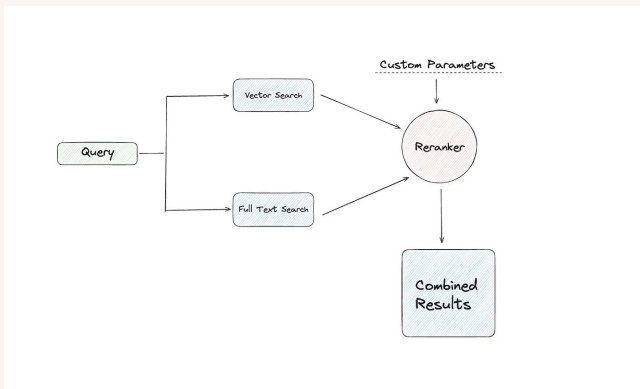 Custom Parameters
Vector Search
Query
Reranker
Full Text Search
Combined
Results